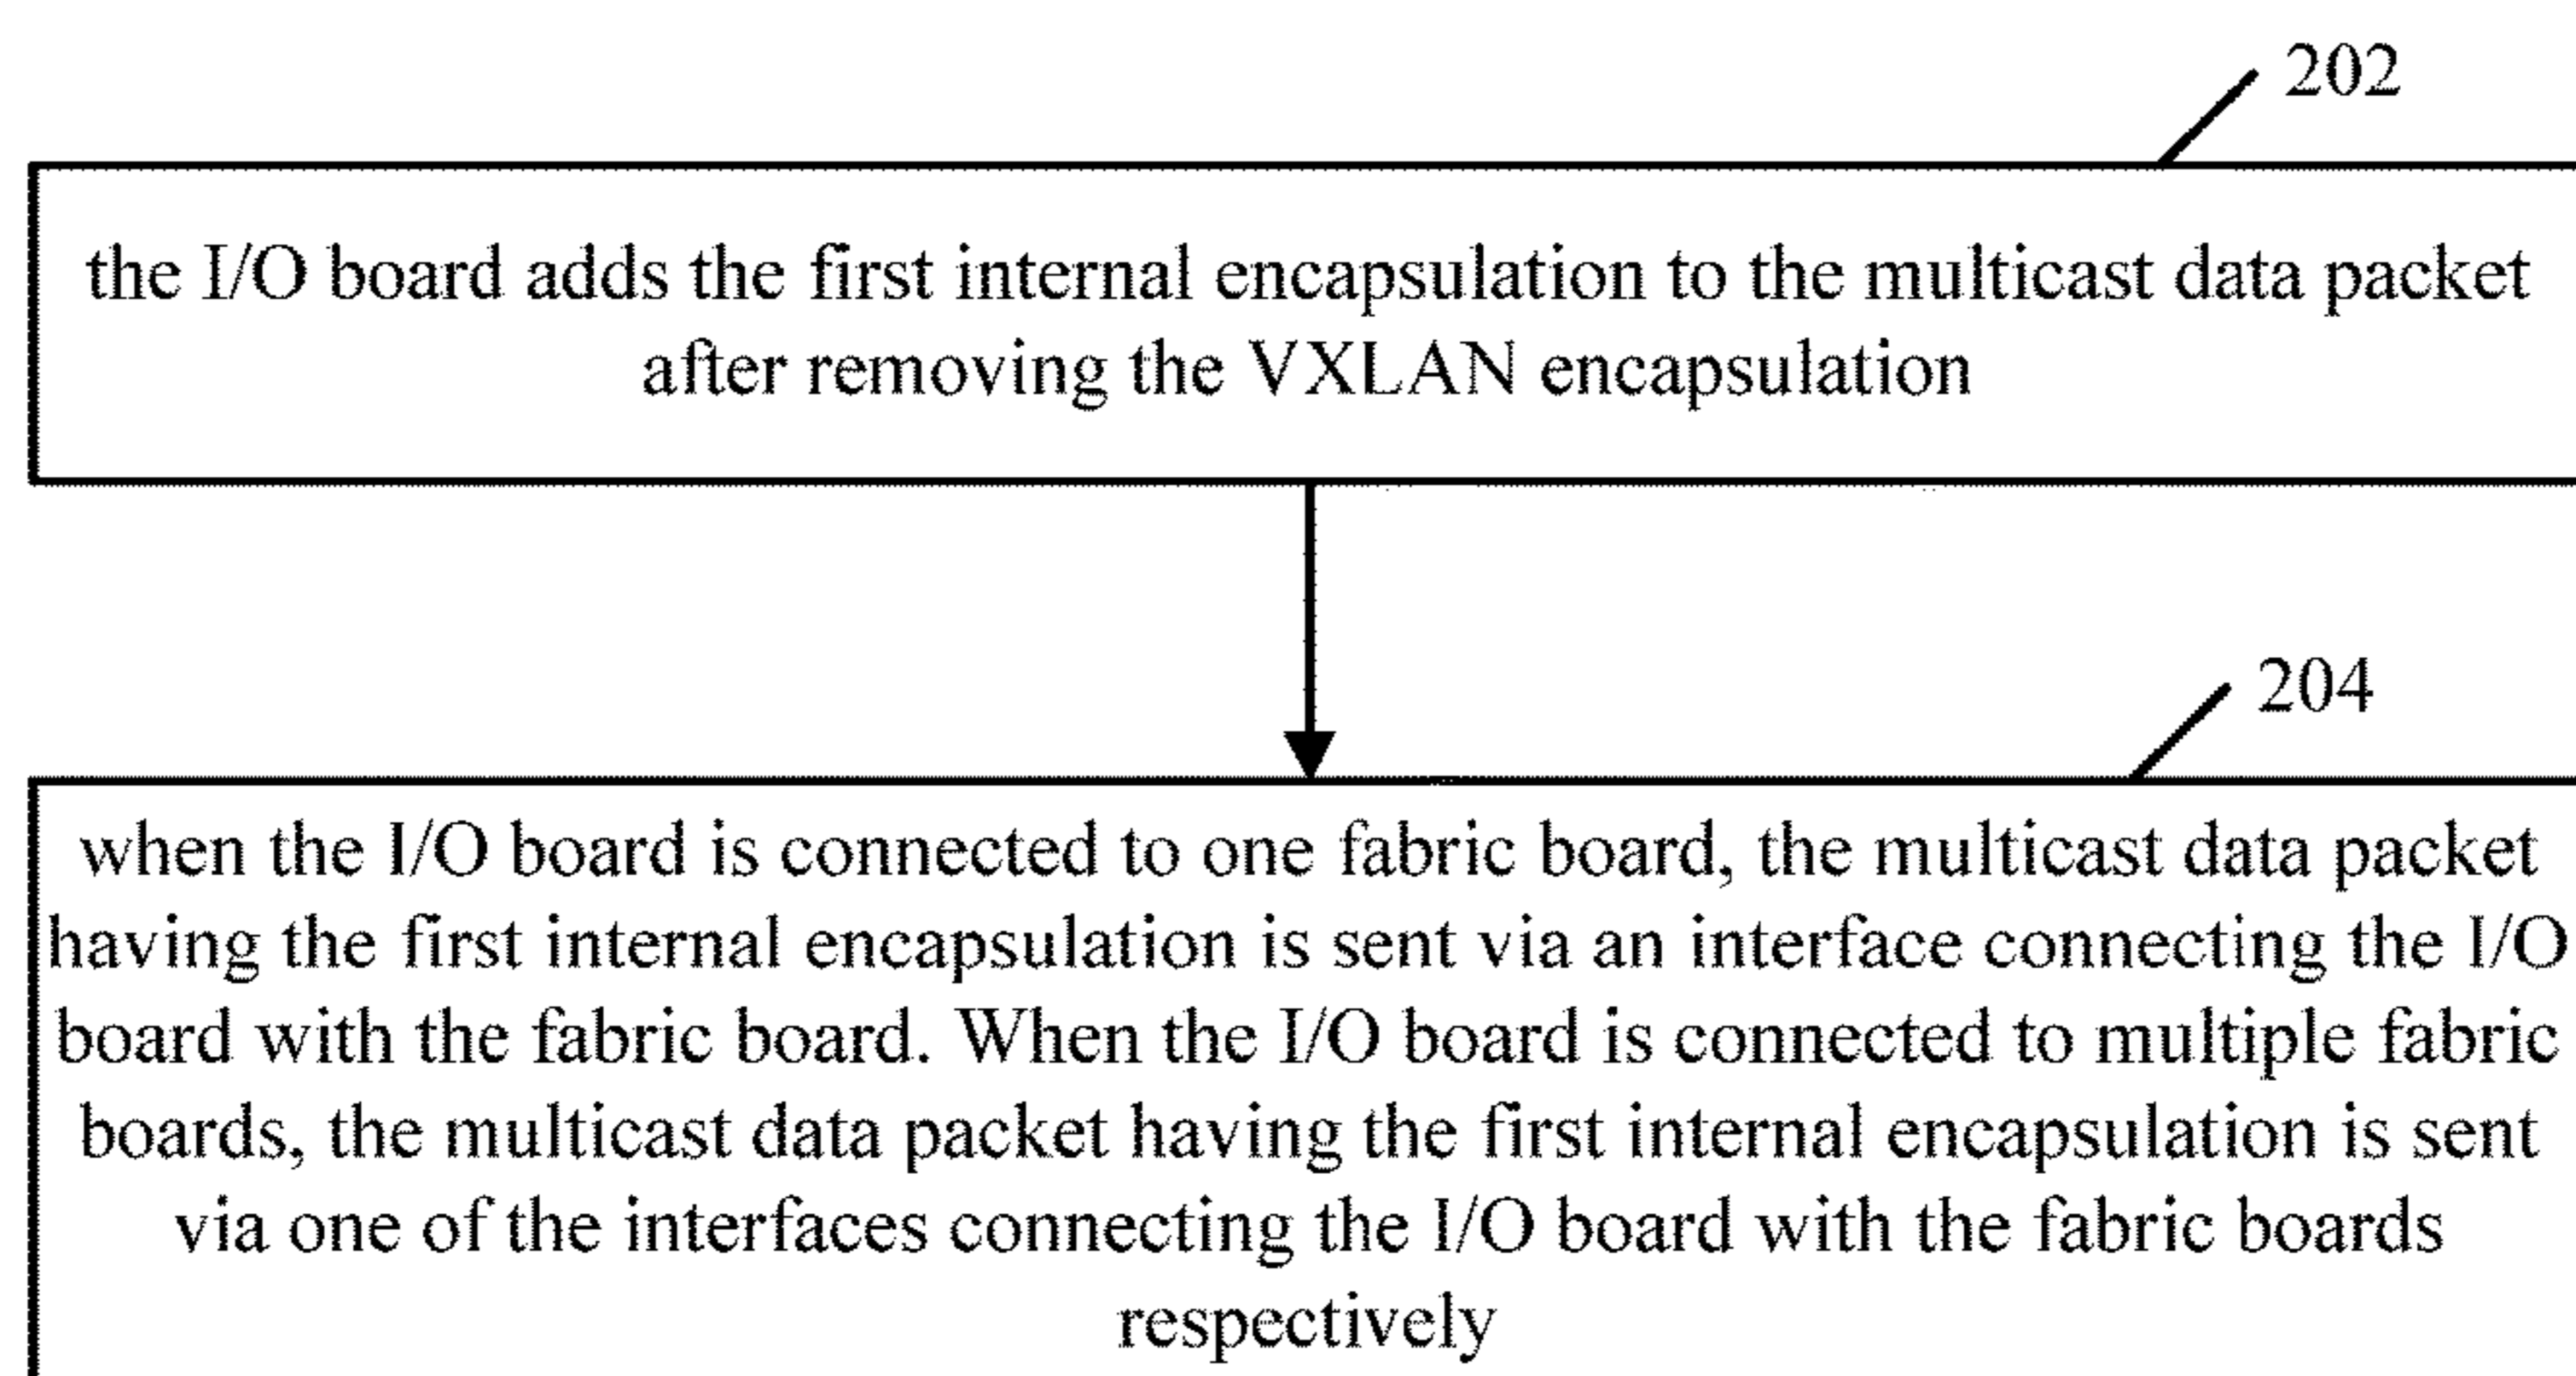 202
the I/O board adds the first internal encapsulation to the multicast data packet
after removing the VXLAN encapsulation
204
when the I/O board is connected to one fabric board, the multicast data packet
having the first internal encapsulation is sent via an interface connecting the I/O
board with the fabric board. When the I/O board is connected to multiple fabric
boards, the multicast data packet having the first internal encapsulation is sent
via one of the interfaces connecting the I/O board with the fabric boards
respectively